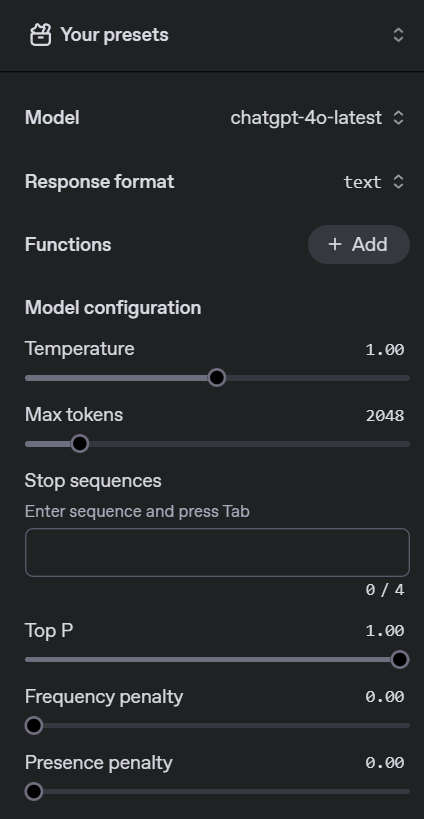 Your presets
Model chatgpt-4o-latest
Response format text
Functions + Add
Model configuration
Temperature 1.00
Max tokens 2048
Stop sequences
Enter sequence and press Tab
0 / 4
Top P 1.00
Frequency penalty 0.00
Presence penalty 0.00